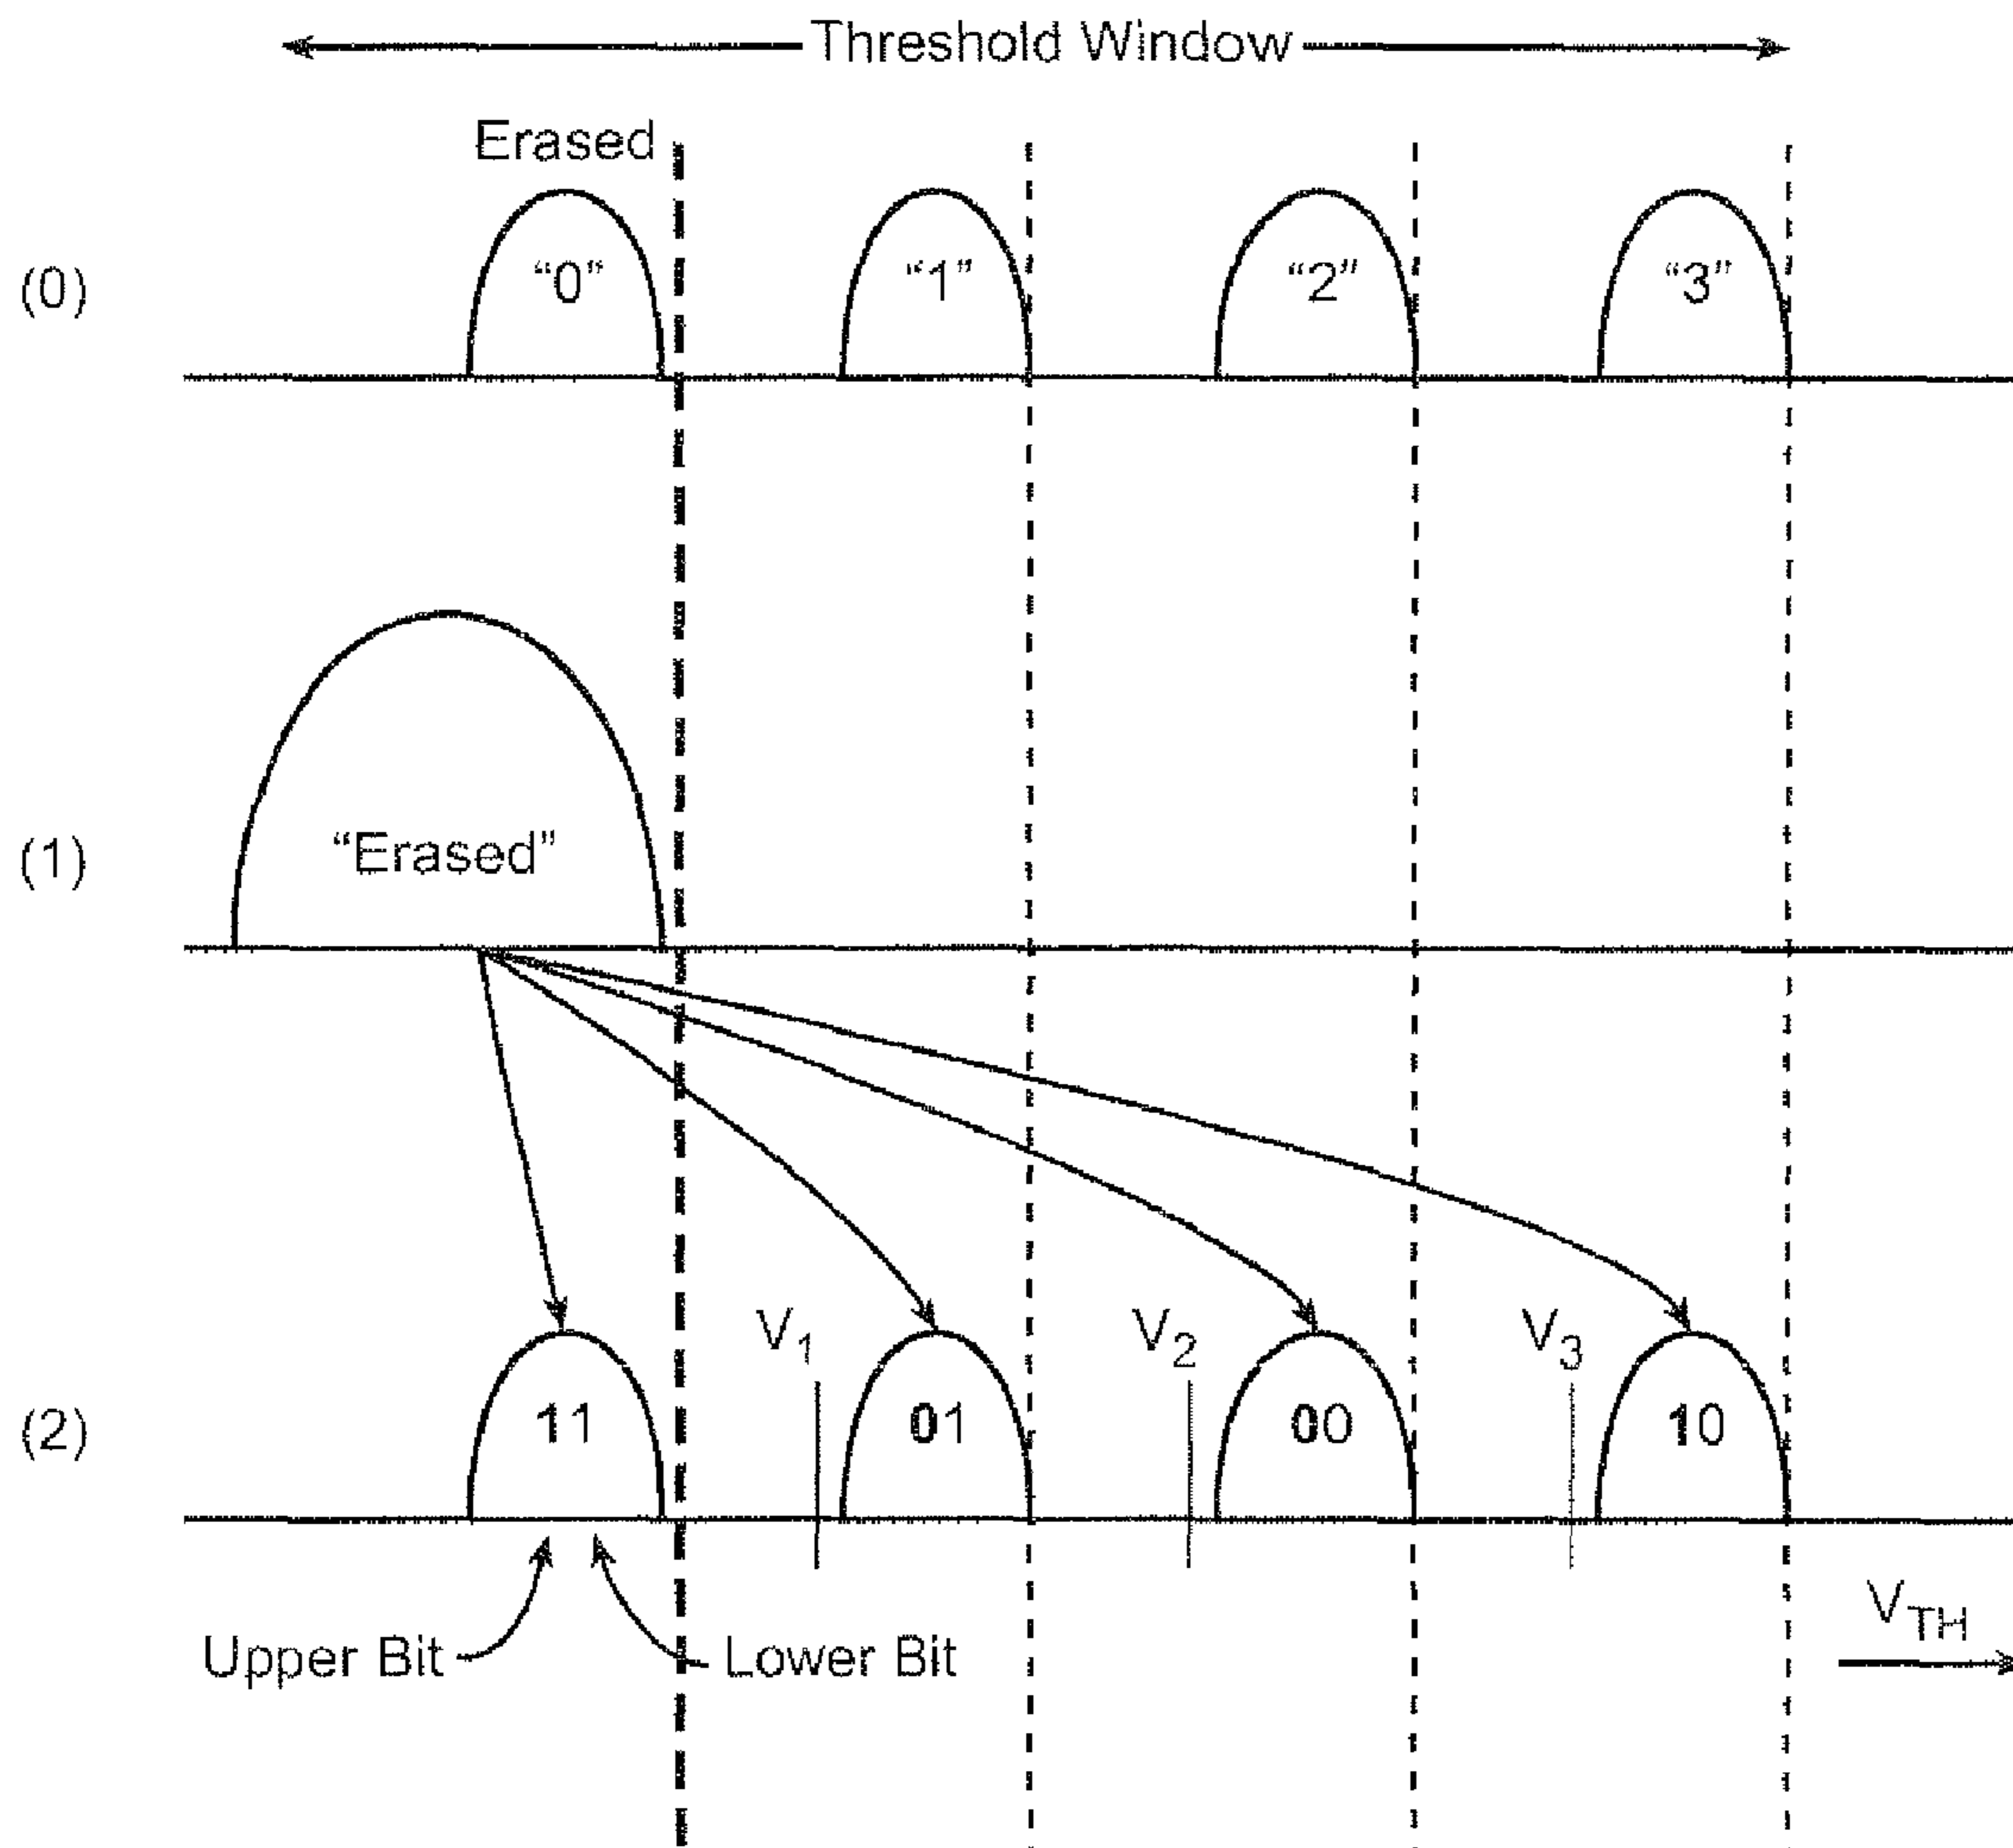 Threshold Window
Erased
(0) “0” “1” “2” “3”
(1) “Erased”
V1 V2 V3
(2) 11 01 00 10
Upper Bit Lower Bit VTH